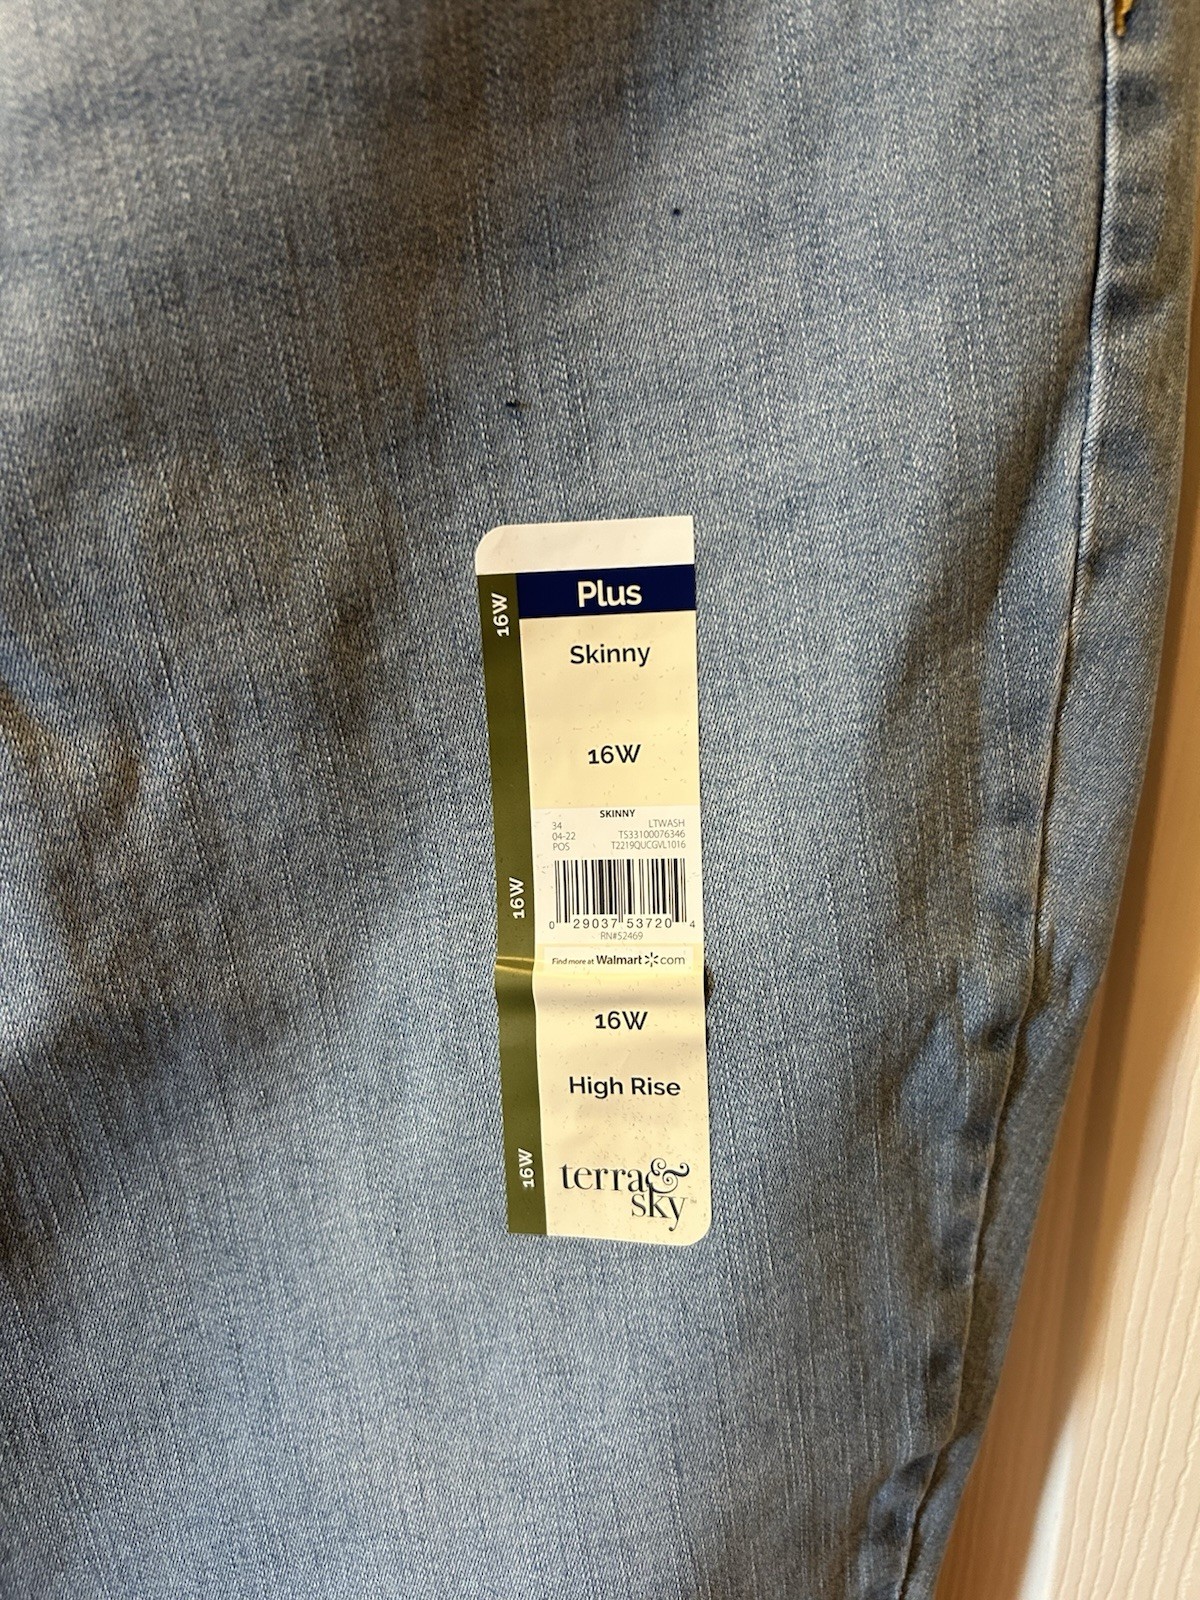 Plus
16W
Skinny
16W
SKINNY
34 LTWASH
04-22 TS33100076346
POS T2219QUCGVL1016
16W
0 29037 53720 4
RN#52469
Find more at Walmart.com
16W
High Rise
16W
terra &
sky™